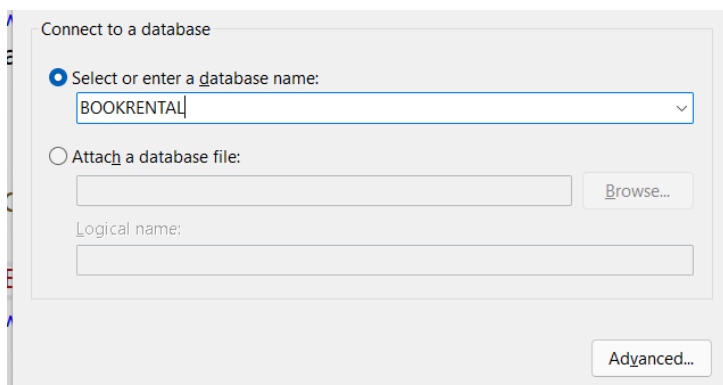 Connect to a database
Select or enter a database name:
BOOKRENTAL
Attach a database file:
Browse...
Logical name:
Advanced...